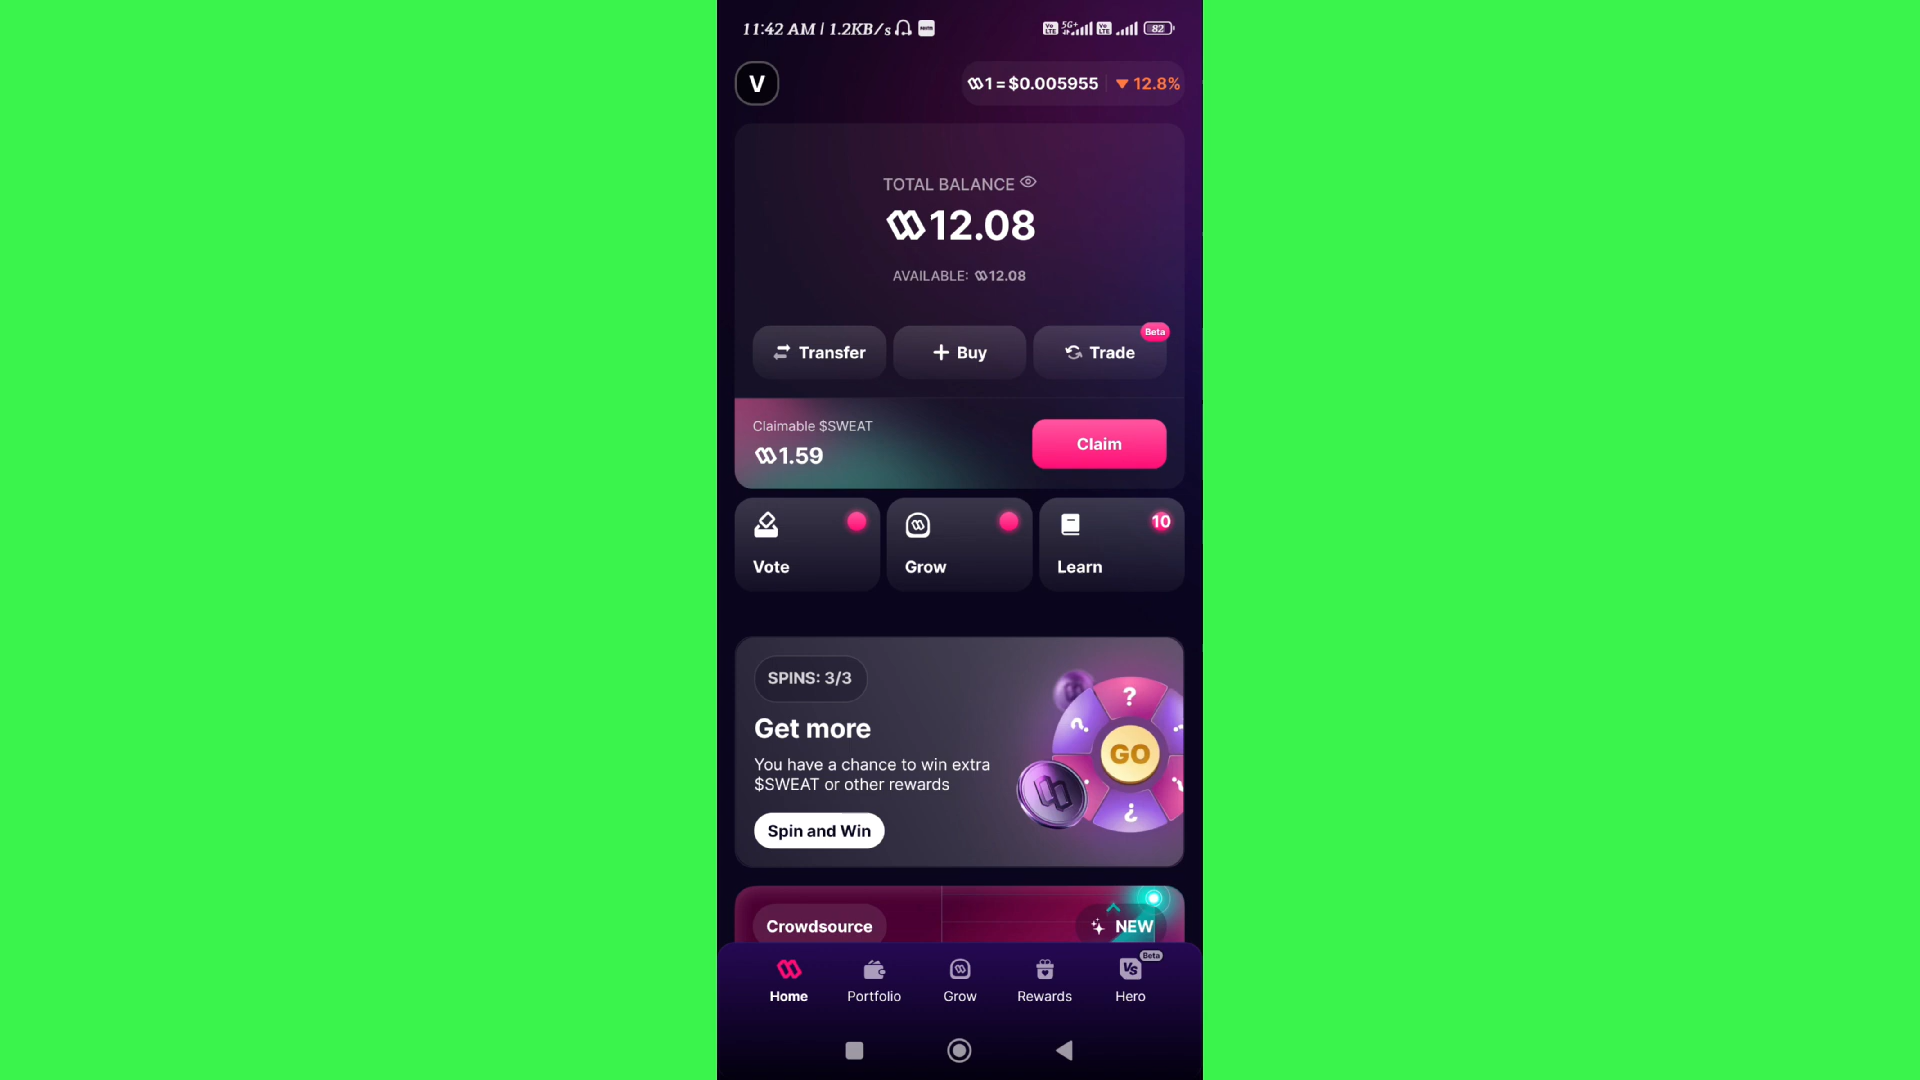 11:42 AM | 1.2KB/s
5G+
82
V
1 = $0.005955
12.8%
TOTAL BALANCE
12.08
AVAILABLE: 12.08
Transfer
Buy
Trade
Beta
Claimable $SWEAT
1.59
Claim
10
Vote
Grow
Learn
SPINS: 3/3
Get more
You have a chance to win extra
$SWEAT or other rewards
Spin and Win
?
GO
Crowdsource
NEW
Beta
Vs
Home
Portfolio
Grow
Rewards
Hero